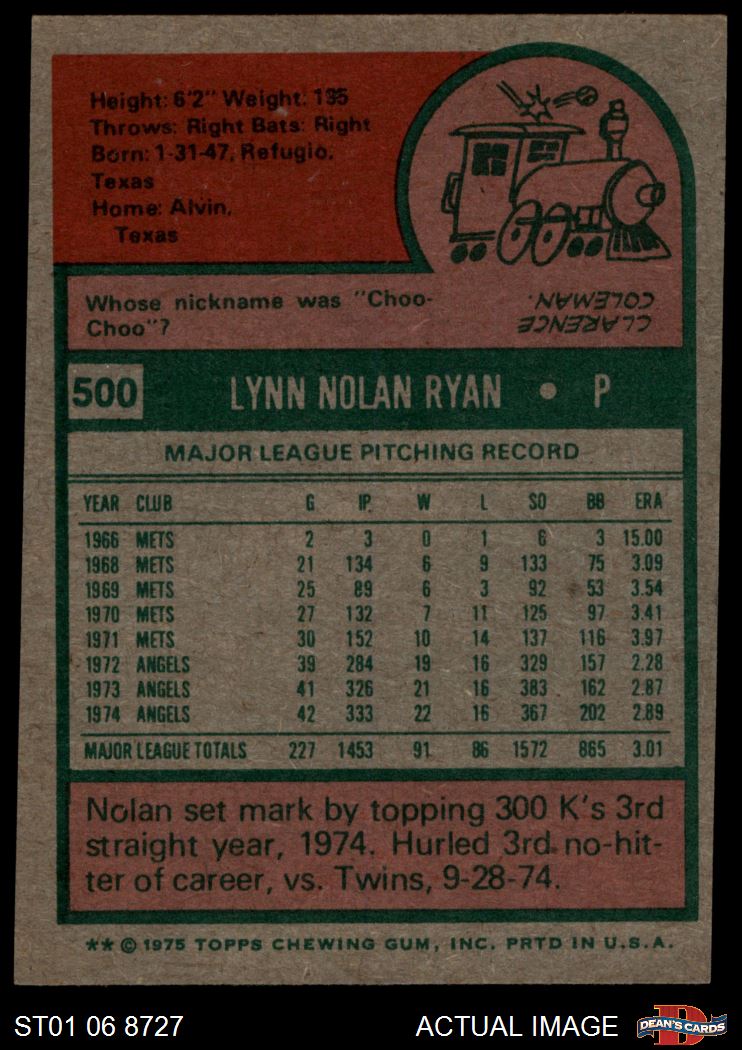 Height: 6'2" Weight: 195
Throws: Right Bats: Right
Born: 1-31-47, Refugio,
Texas
Home: Alvin,
Texas
Whose nickname was "Choo-
Choo"?
CLARENCE
COLEMAN.
500 LYNN NOLAN RYAN • P
MAJOR LEAGUE PITCHING RECORD
YEAR CLUB G IP. W L SO BB ERA
1966 METS 2 3 0 1 6 3 15.00
1968 METS 21 134 6 9 133 75 3.09
1969 METS 25 89 6 3 92 53 3.54
1970 METS 27 132 7 11 125 97 3.41
1971 METS 30 152 10 14 137 116 3.97
1972 ANGELS 39 284 19 16 329 157 2.28
1973 ANGELS 41 326 21 16 383 162 2.87
1974 ANGELS 42 333 22 16 367 202 2.89
MAJOR LEAGUE TOTALS 227 1453 91 86 1572 865 3.01
Nolan set mark by topping 300 K's 3rd
straight year, 1974. Hurled 3rd no-hit-
ter of career, vs. Twins, 9-28-74.
** © 1975 TOPPS CHEWING GUM, INC. PRTD IN U.S.A.
ST01 06 8727 ACTUAL IMAGE D DEAN'S CARDS